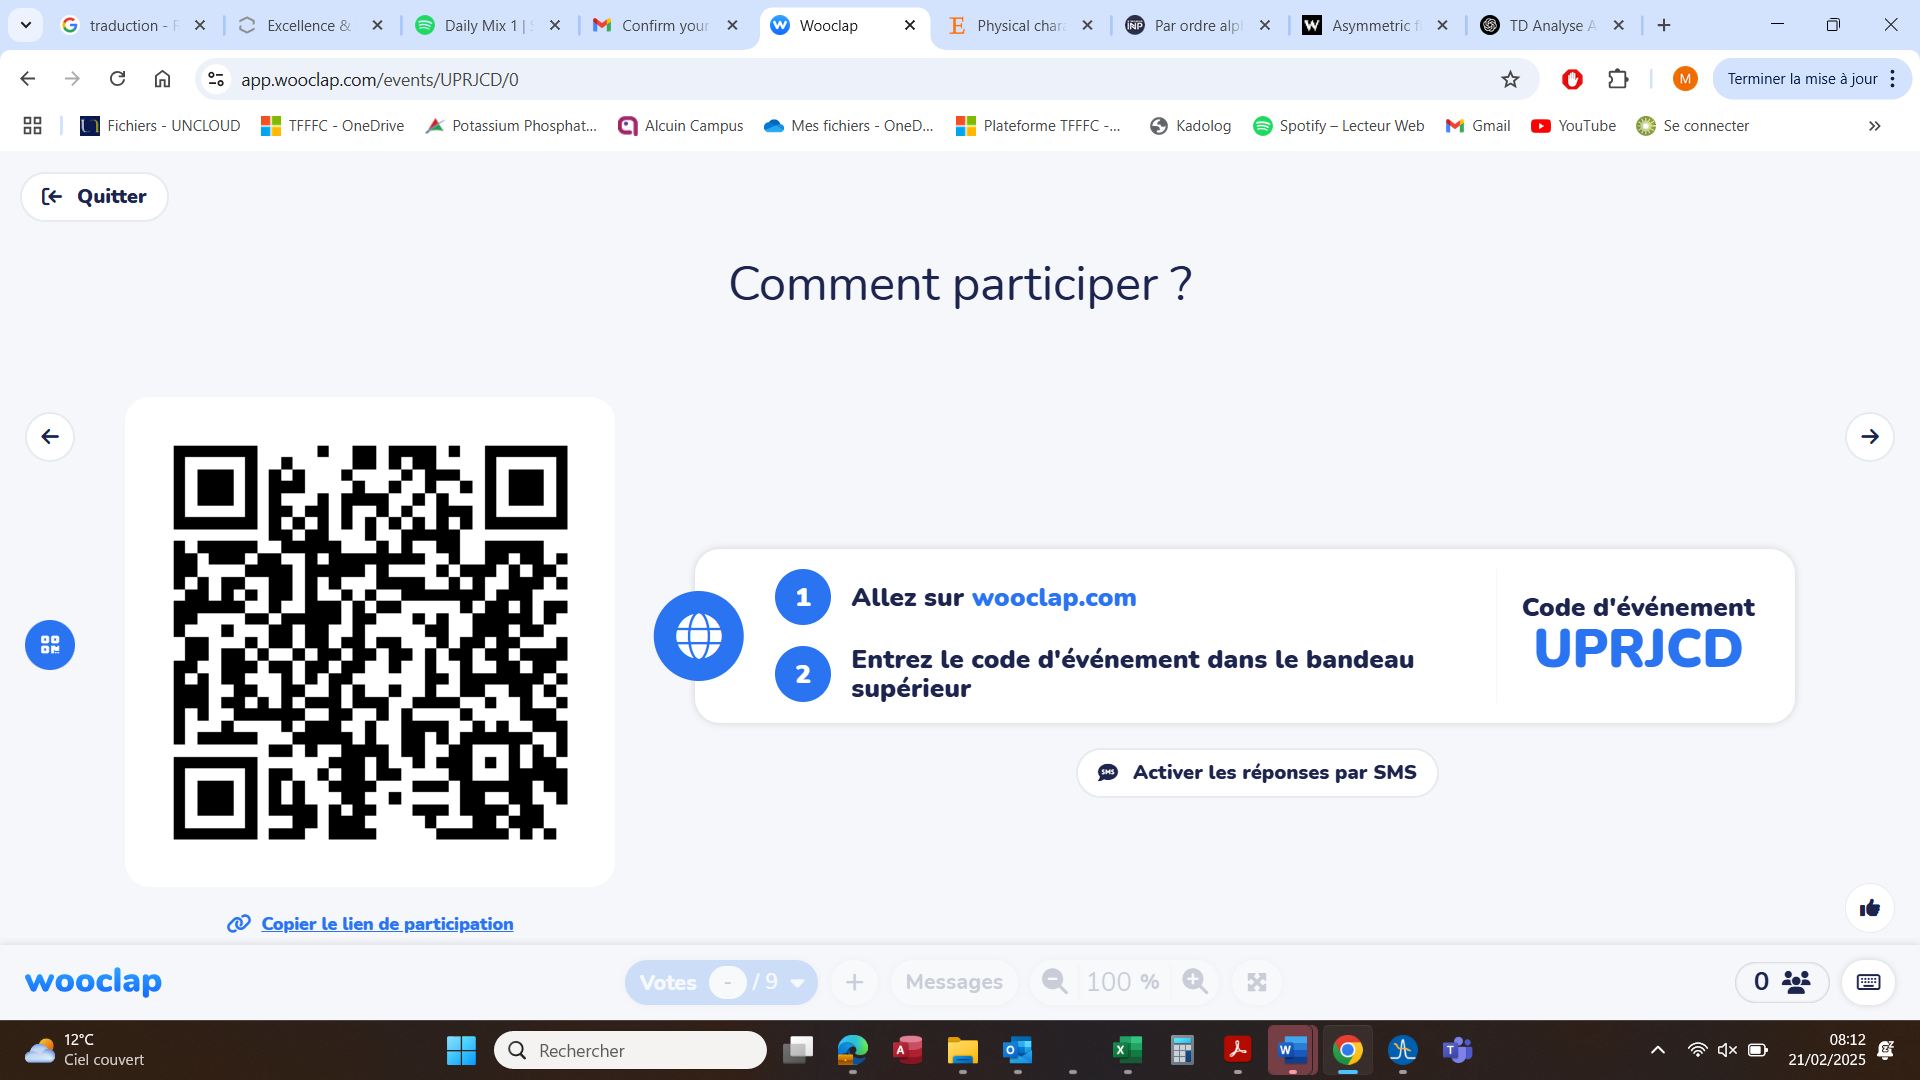 traduction - F
Excellence &
Daily Mix 1 | S
Confirm your
Wooclap
Physical chara
Par ordre alph
Asymmetric fl
TD Analyse A
app.wooclap.com/events/UPRJCD/0
M
Terminer la mise à jour
Fichiers - UNCLOUD
TFFFC - OneDrive
Potassium Phosphat...
Alcuin Campus
Mes fichiers - OneD...
Plateforme TFFFC -...
Kadolog
Spotify – Lecteur Web
Gmail
YouTube
Se connecter
Quitter
Comment participer ?
1 Allez sur wooclap.com
2 Entrez le code d'événement dans le bandeau
supérieur
Code d'événement
UPRJCD
SMS Activer les réponses par SMS
Copier le lien de participation
wooclap
Votes - / 9
Messages
100 %
0
12°C
Ciel couvert
Rechercher
08:12
21/02/2025